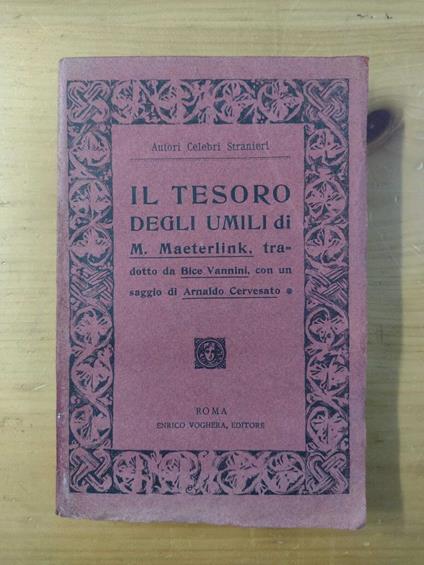 Autori Celebri Stranieri
IL TESORO
DEGLI UMILI di
M. Maeterlink, tra-
dotto da Bice Vannini, con un
saggio di Arnaldo Cervesato
ROMA
ENRICO VOGHERA, EDITORE